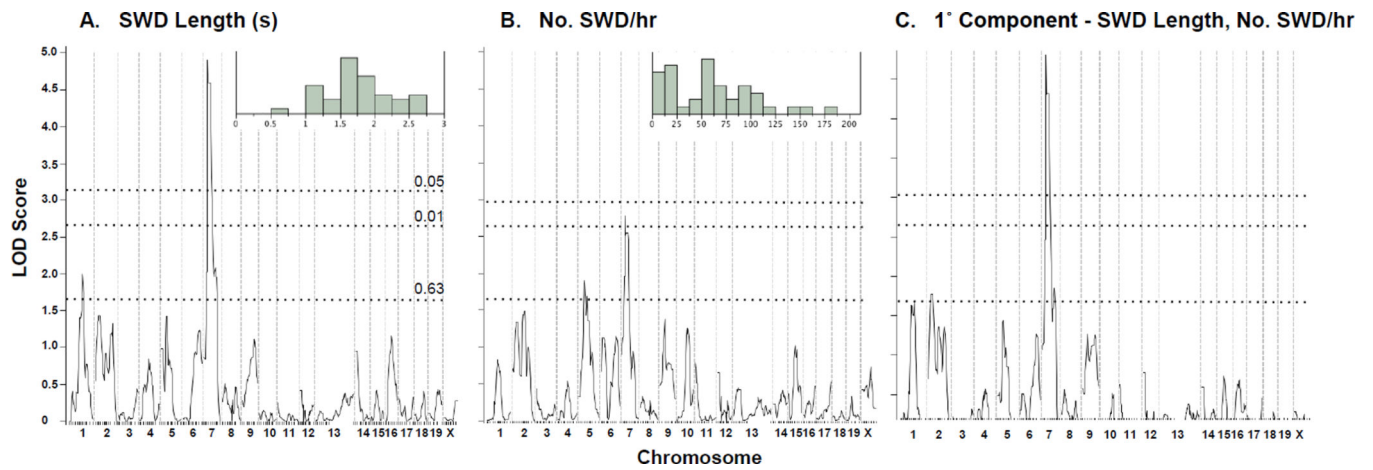 A. SWD Length (s)
B. No. SWD/hr
C. 1° Component - SWD Length, No. SWD/hr
5.0
4.5
4.0
3.5
3.0
2.5
2.0
1.5
1.0
0.5
0
LOD Score
0 0.5 1 1.5 2 2.5 3
0.05
0.01
0.63
0 25 50 75 100 125 150 175 200
1 2 3 4 5 6 7 8 9 10 11 12 13 14 15 16 17 18 19 X
1 2 3 4 5 6 7 8 9 10 11 12 13 14 15 16 17 18 19 X
1 2 3 4 5 6 7 8 9 10 11 12 13 14 15 16 17 18 19 X
Chromosome